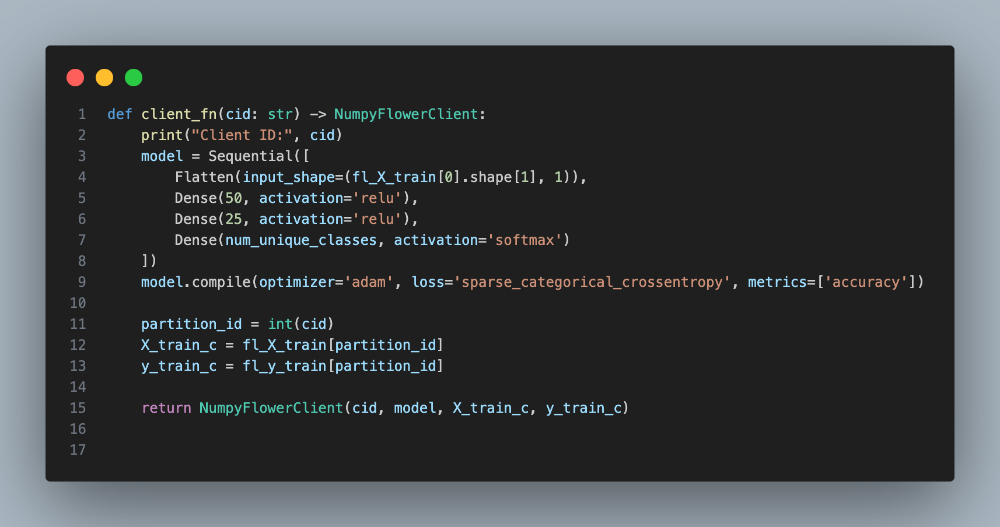 1 def client_fn(cid: str) -> NumpyFlowerClient:
2     print("Client ID:", cid)
3     model = Sequential([
4         Flatten(input_shape=(fl_X_train[0].shape[1], 1)),
5         Dense(50, activation='relu'),
6         Dense(25, activation='relu'),
7         Dense(num_unique_classes, activation='softmax')
8     ])
9     model.compile(optimizer='adam', loss='sparse_categorical_crossentropy', metrics=['accuracy'])
10
11     partition_id = int(cid)
12     X_train_c = fl_X_train[partition_id]
13     y_train_c = fl_y_train[partition_id]
14
15     return NumpyFlowerClient(cid, model, X_train_c, y_train_c)
16
17